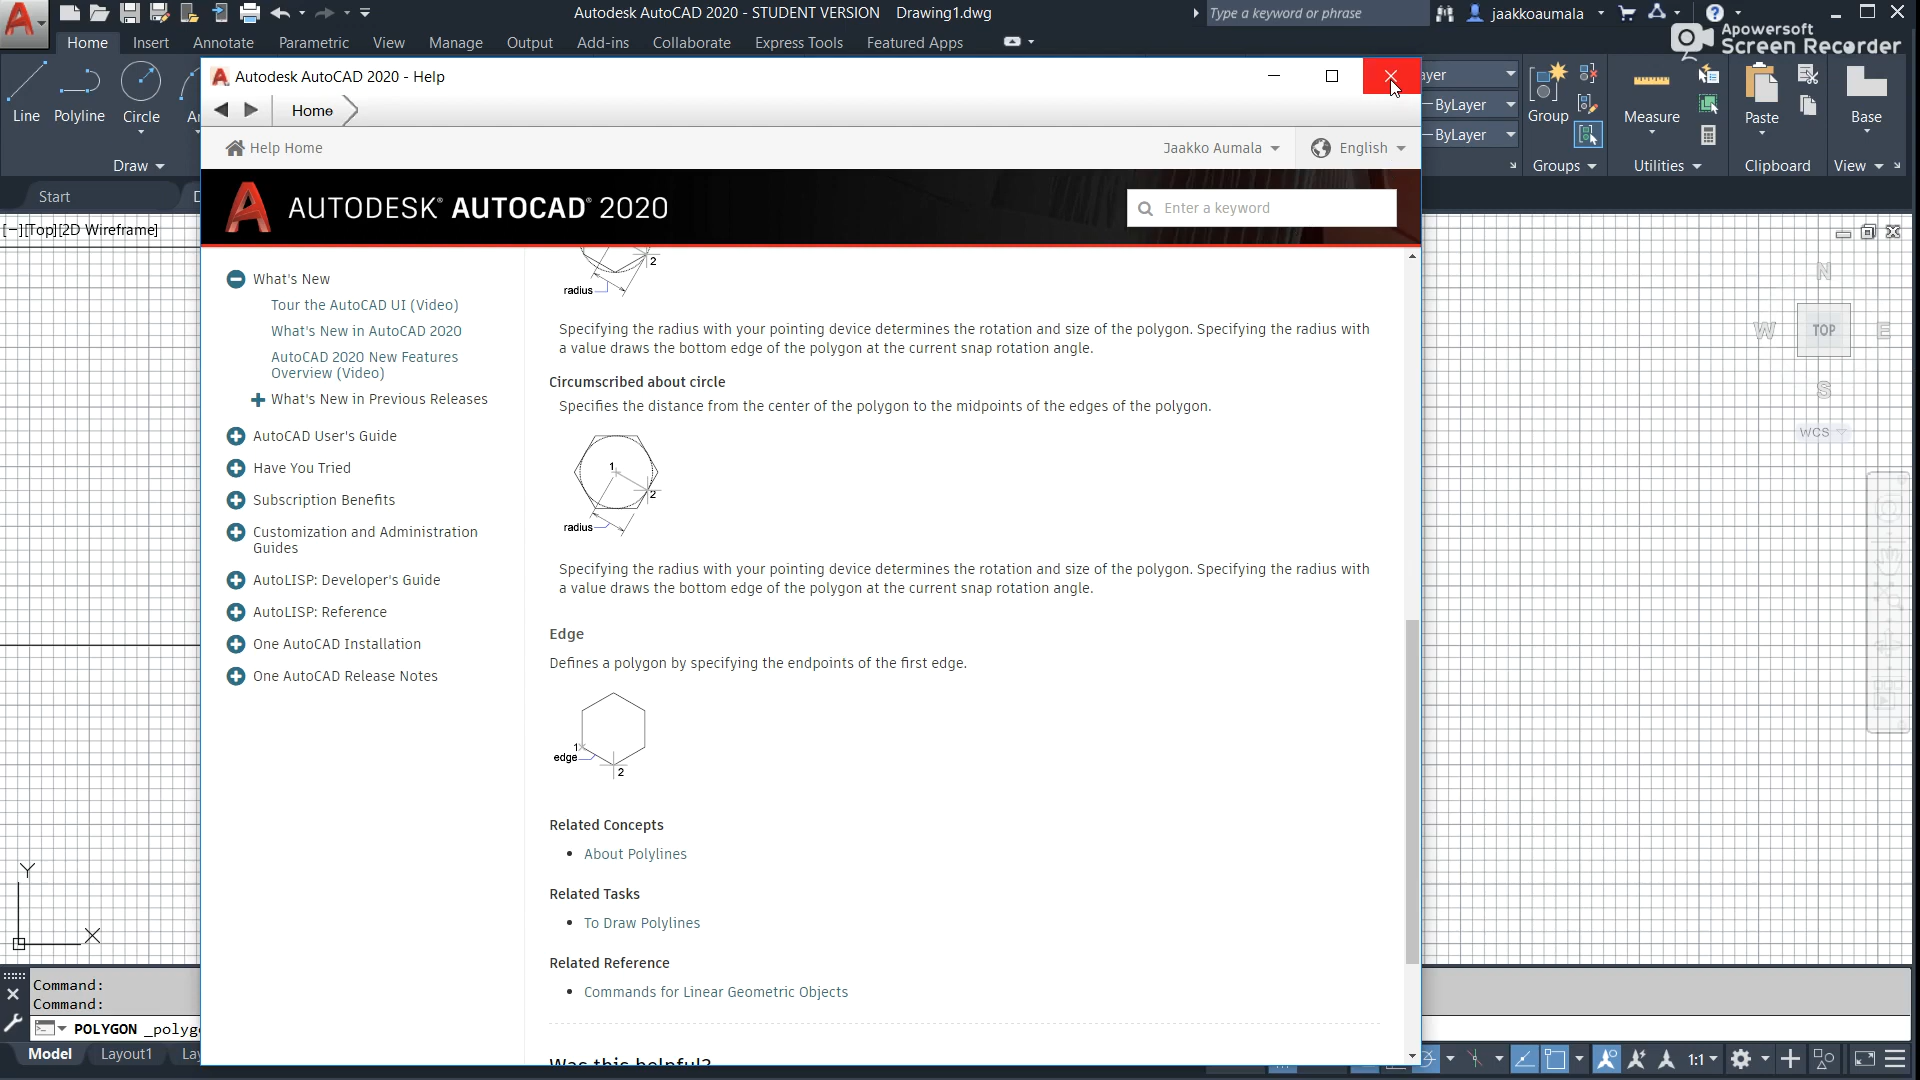 Autodesk AutoCAD 2020 - STUDENT VERSION Drawing1.dwg
Type a keyword or phrase
jaakkoaumala
Apowersoft
Screen Recorder
Home Insert Annotate Parametric View Manage Output Add-ins Collaborate Express Tools Featured Apps
Line Polyline Circle
Draw
Autodesk AutoCAD 2020 - Help
Home
ByLayer
ByLayer
Group
Measure
Paste
Base
Groups
Utilities
Clipboard
View
Start
Help Home
Jaakko Aumala
English
AUTODESK® AUTOCAD® 2020
Enter a keyword
[−][Top][2D Wireframe]
What's New
Tour the AutoCAD UI (Video)
What's New in AutoCAD 2020
AutoCAD 2020 New Features
Overview (Video)
What's New in Previous Releases
AutoCAD User's Guide
Have You Tried
Subscription Benefits
Customization and Administration
Guides
AutoLISP: Developer's Guide
AutoLISP: Reference
One AutoCAD Installation
One AutoCAD Release Notes
2
radius
Specifying the radius with your pointing device determines the rotation and size of the polygon. Specifying the radius with
a value draws the bottom edge of the polygon at the current snap rotation angle.
Circumscribed about circle
Specifies the distance from the center of the polygon to the midpoints of the edges of the polygon.
1
2
radius
Specifying the radius with your pointing device determines the rotation and size of the polygon. Specifying the radius with
a value draws the bottom edge of the polygon at the current snap rotation angle.
Edge
Defines a polygon by specifying the endpoints of the first edge.
1
edge
2
Related Concepts
• About Polylines
Related Tasks
• To Draw Polylines
Related Reference
• Commands for Linear Geometric Objects
Was this helpful?
N
W TOP E
S
WCS
Y
X
Command:
Command:
POLYGON _polyg
Model Layout1 Lay
1:1